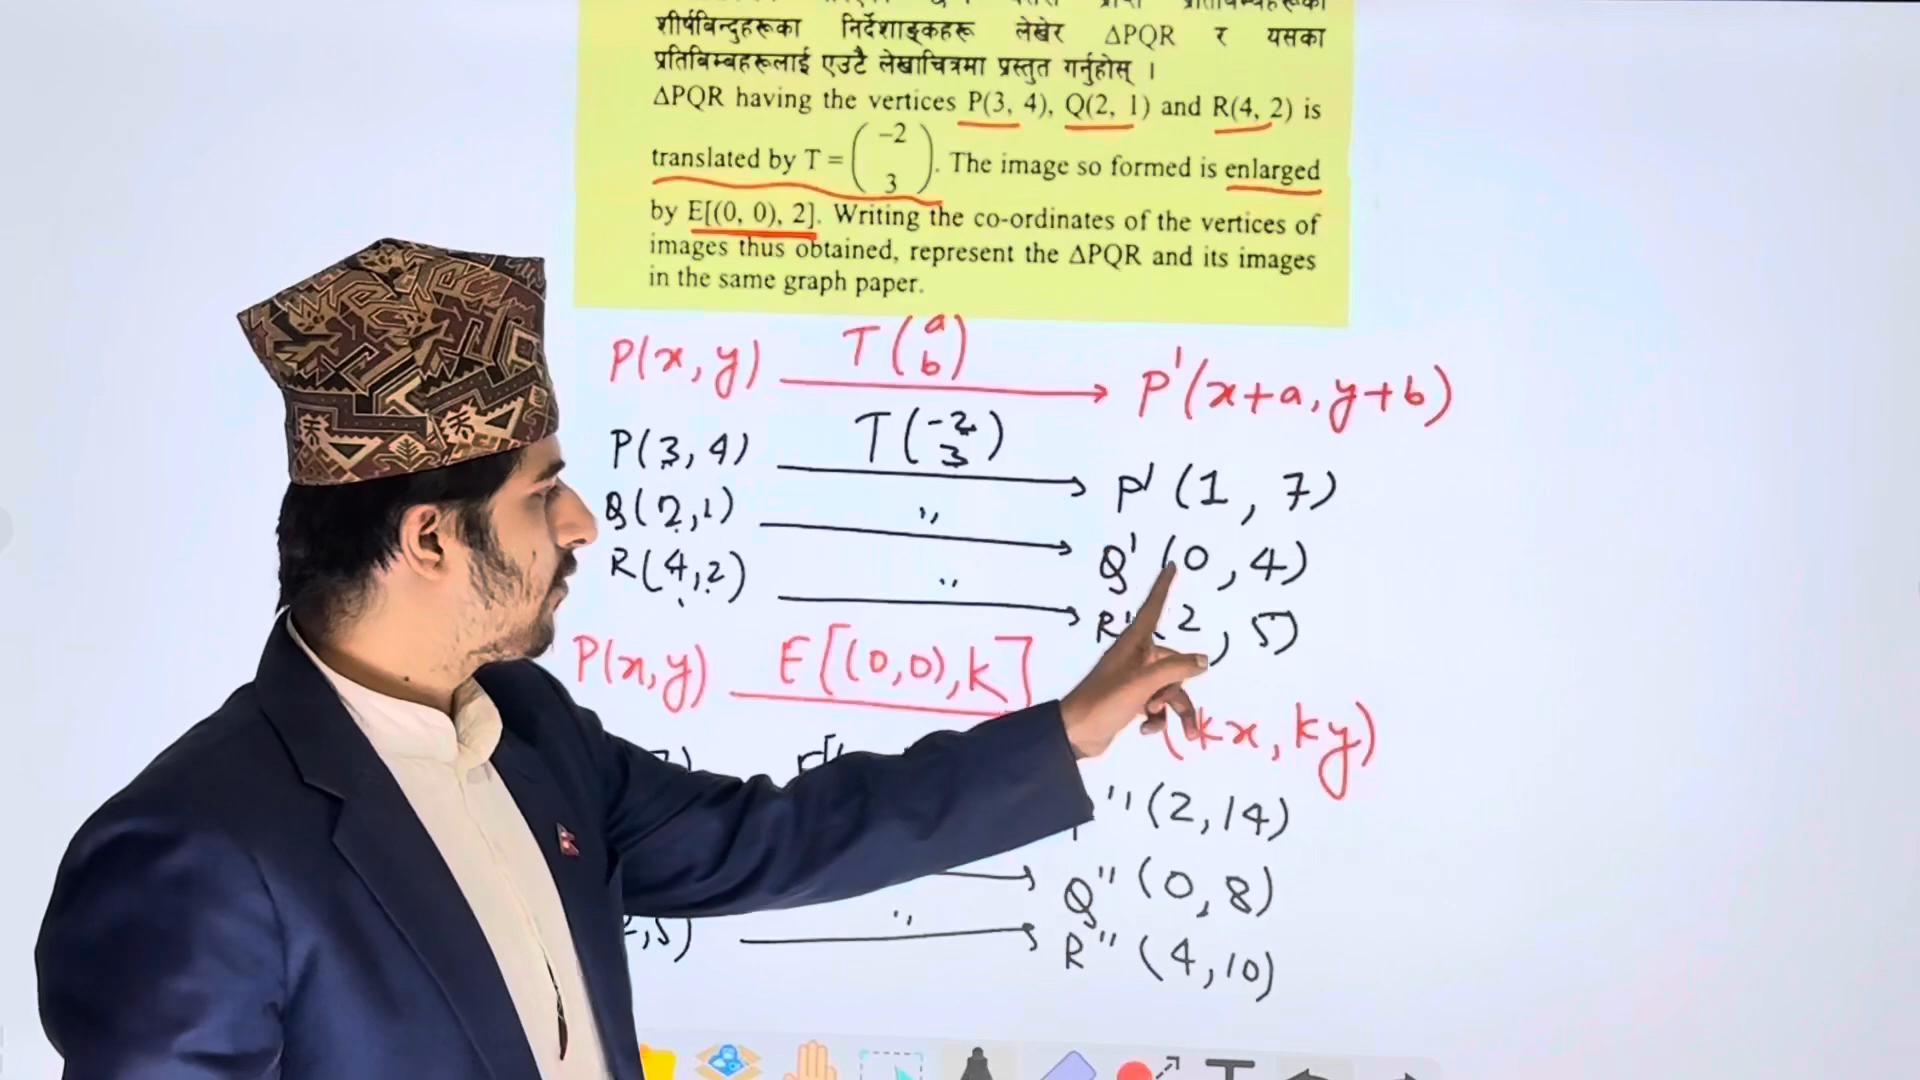 शीर्षबिन्दुहरूका निर्देशाङ्कहरू लेखेर ΔPQR र यसका
प्रतिबिम्बहरूलाई एउटै लेखाचित्रमा प्रस्तुत गर्नुहोस् ।
ΔPQR having the vertices P(3, 4), Q(2, 1) and R(4, 2) is
translated by T = (-2 3). The image so formed is enlarged
by E[(0, 0), 2]. Writing the co-ordinates of the vertices of
images thus obtained, represent the ΔPQR and its images
in the same graph paper.
P(x, y) T(a b) → P'(x+a, y+b)
P(3, 4) T(-2 3) → P'(1, 7)
Q(2,1) " → Q'(0, 4)
R(4,2) " → R'(2, 5)
P(x,y) E[(0,0),k] (kx, ky)
"(2,14)
→ Q"(0,8)
,5) " → R"(4,10)